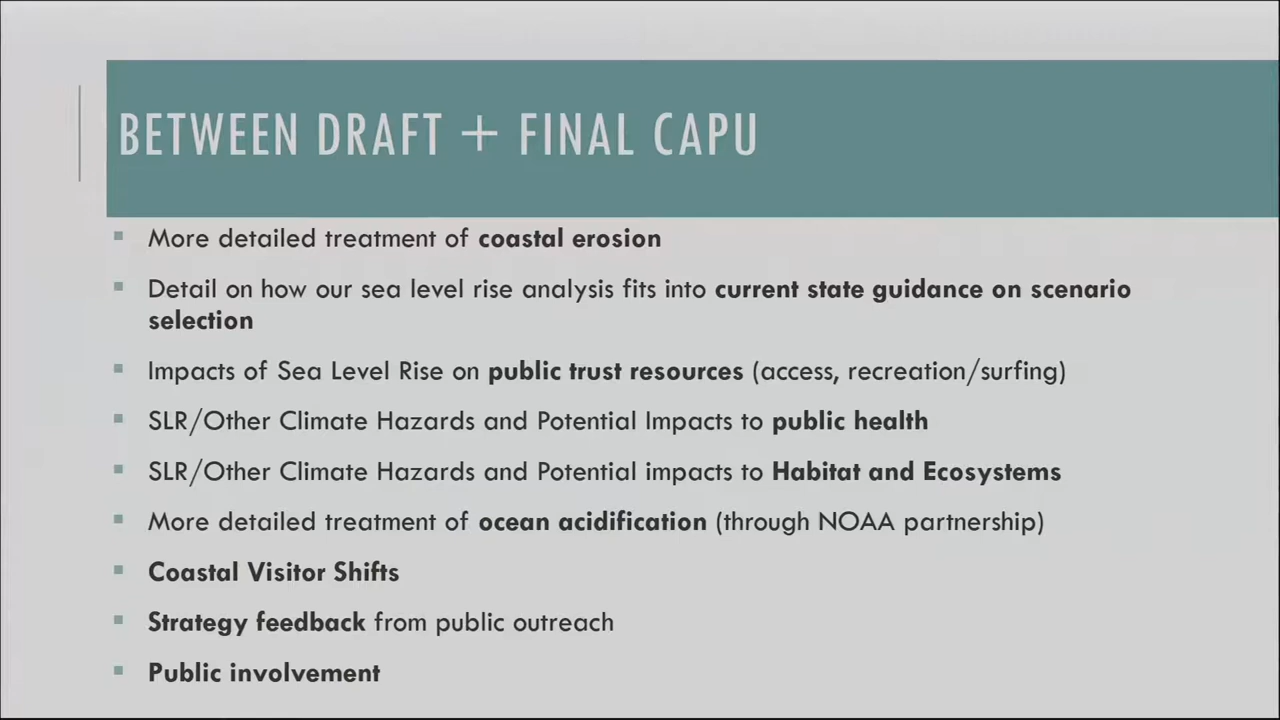 BETWEEN DRAFT + FINAL CAPU
More detailed treatment of coastal erosion
Detail on how our sea level rise analysis fits into current state guidance on scenario
selection
Impacts of Sea Level Rise on public trust resources (access, recreation/surfing)
SLR/Other Climate Hazards and Potential Impacts to public health
SLR/Other Climate Hazards and Potential impacts to Habitat and Ecosystems
More detailed treatment of ocean acidification (through NOAA partnership)
Coastal Visitor Shifts
Strategy feedback from public outreach
Public involvement